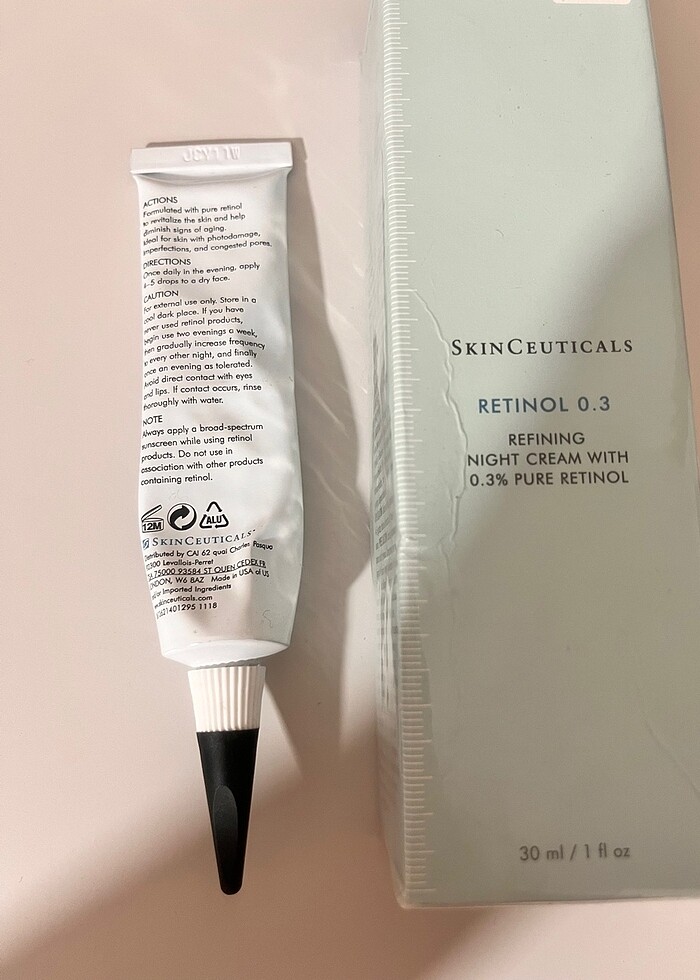 ACTIONS
Formulated with pure retinol
to revitalize the skin and help
diminish signs of aging.
Ideal for skin with photodamage,
imperfections, and congested pores.
DIRECTIONS
Once daily in the evening, apply
4-5 drops to a dry face.
CAUTION
For external use only. Store in a
cool dark place. If you have
never used retinol products,
begin use two evenings a week,
then gradually increase frequency
to every other night, and finally
once an evening as tolerated.
Avoid direct contact with eyes
and lips. If contact occurs, rinse
thoroughly with water.
NOTE
Always apply a broad-spectrum
sunscreen while using retinol
products. Do not use in
association with other products
containing retinol.
12M
ALU
SKINCEUTICALS
Distributed by CAI 62 quai Charles Pasqua
92300 Levallois-Perret
75000 93584 ST OUEN CEDEX FR
LONDON, W6 8AZ Made in USA of US
and/or Imported Ingredients
www.skinceuticals.com
1118
SKINCEUTICALS
RETINOL 0.3
REFINING
NIGHT CREAM WITH
0.3% PURE RETINOL
30 ml / 1 fl oz